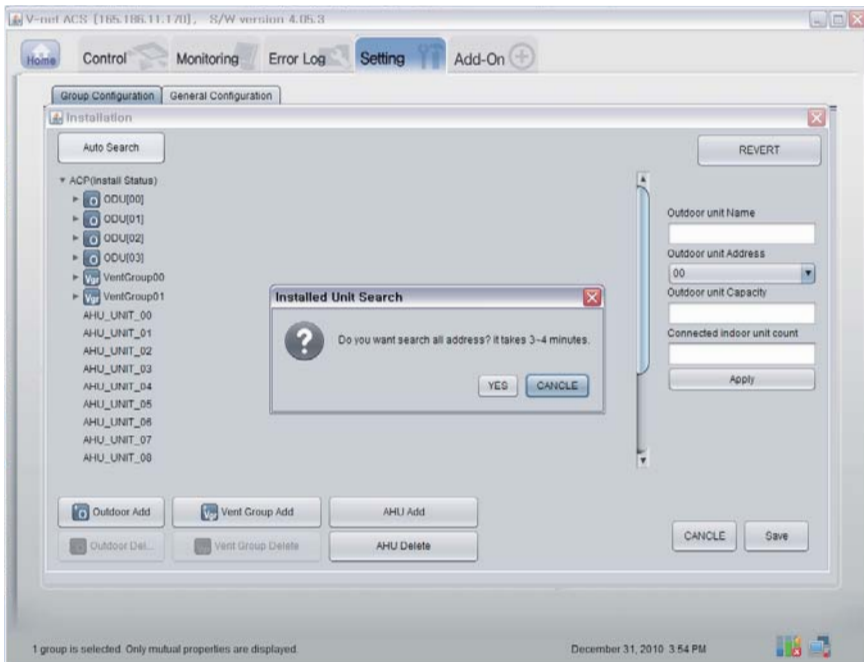 V-net ACS [165.186.11.170], S/W version 4.05.3
Home Control Monitoring Error Log Setting Add-On
Group Configuration General Configuration
Installation
Auto Search
REVERT
ACP(Install Status)
ODU[00]
ODU[01]
ODU[02]
ODU[03]
VentGroup00
VentGroup01
AHU_UNIT_00
AHU_UNIT_01
AHU_UNIT_02
AHU_UNIT_03
AHU_UNIT_04
AHU_UNIT_05
AHU_UNIT_06
AHU_UNIT_07
AHU_UNIT_08
Installed Unit Search
Do you want search all address? it takes 3~4 minutes.
YES CANCLE
Outdoor unit Name
Outdoor unit Address
00
Outdoor unit Capacity
Connected indoor unit count
Apply
Outdoor Add Vent Group Add AHU Add
Outdoor Del... Vent Group Delete AHU Delete
CANCLE Save
1 group is selected. Only mutual properties are displayed.
December 31, 2010 3:54 PM